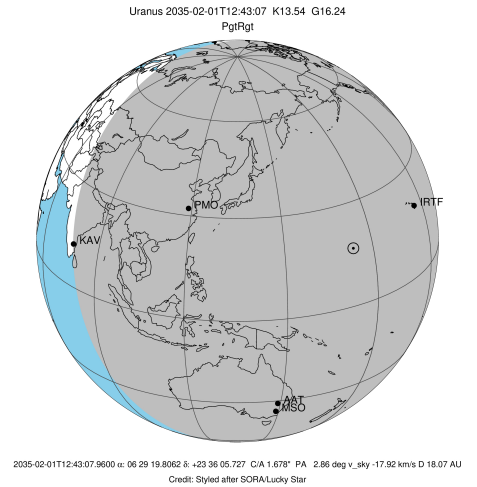 Uranus 2035-02-01T12:43:07 K13.54 G16.24
PgtRgt
IRTF
PMO
KAV
AAT
MSO
2035-02-01T12:43:07.9600 α: 06 29 19.8062 δ: +23 36 05.727 C/A 1.678" PA 2.86 deg v_sky -17.92 km/s D 18.07 AU
Credit: Styled after SORA/Lucky Star